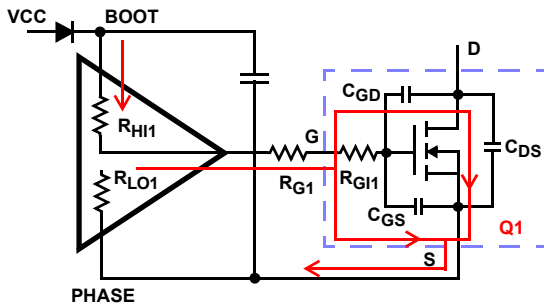 VCC
BOOT
D
CGD
RHI1
G
CDS
RLO1
RG1
RGI1
CGS
Q1
S
PHASE